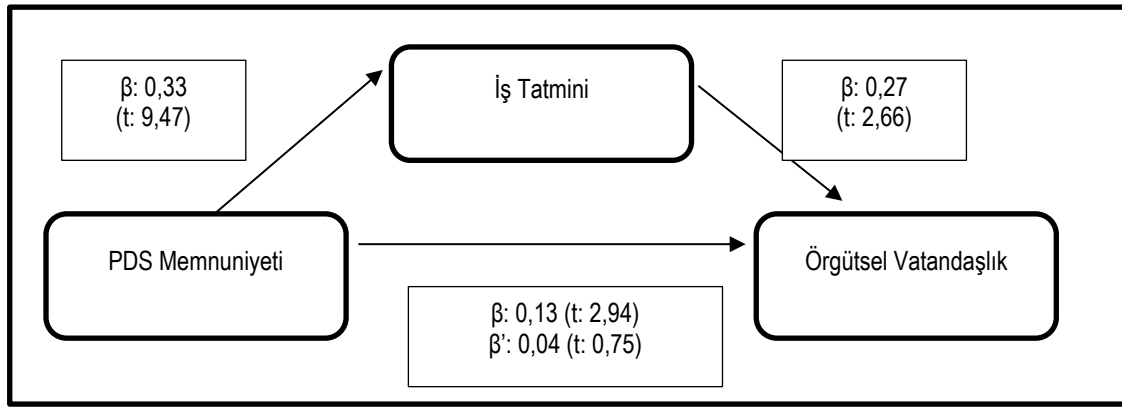 β: 0,33
(t: 9,47)
İş Tatmini
β: 0,27
(t: 2,66)
PDS Memnuniyeti
Örgütsel Vatandaşlık
β: 0,13 (t: 2,94)
β’: 0,04 (t: 0,75)